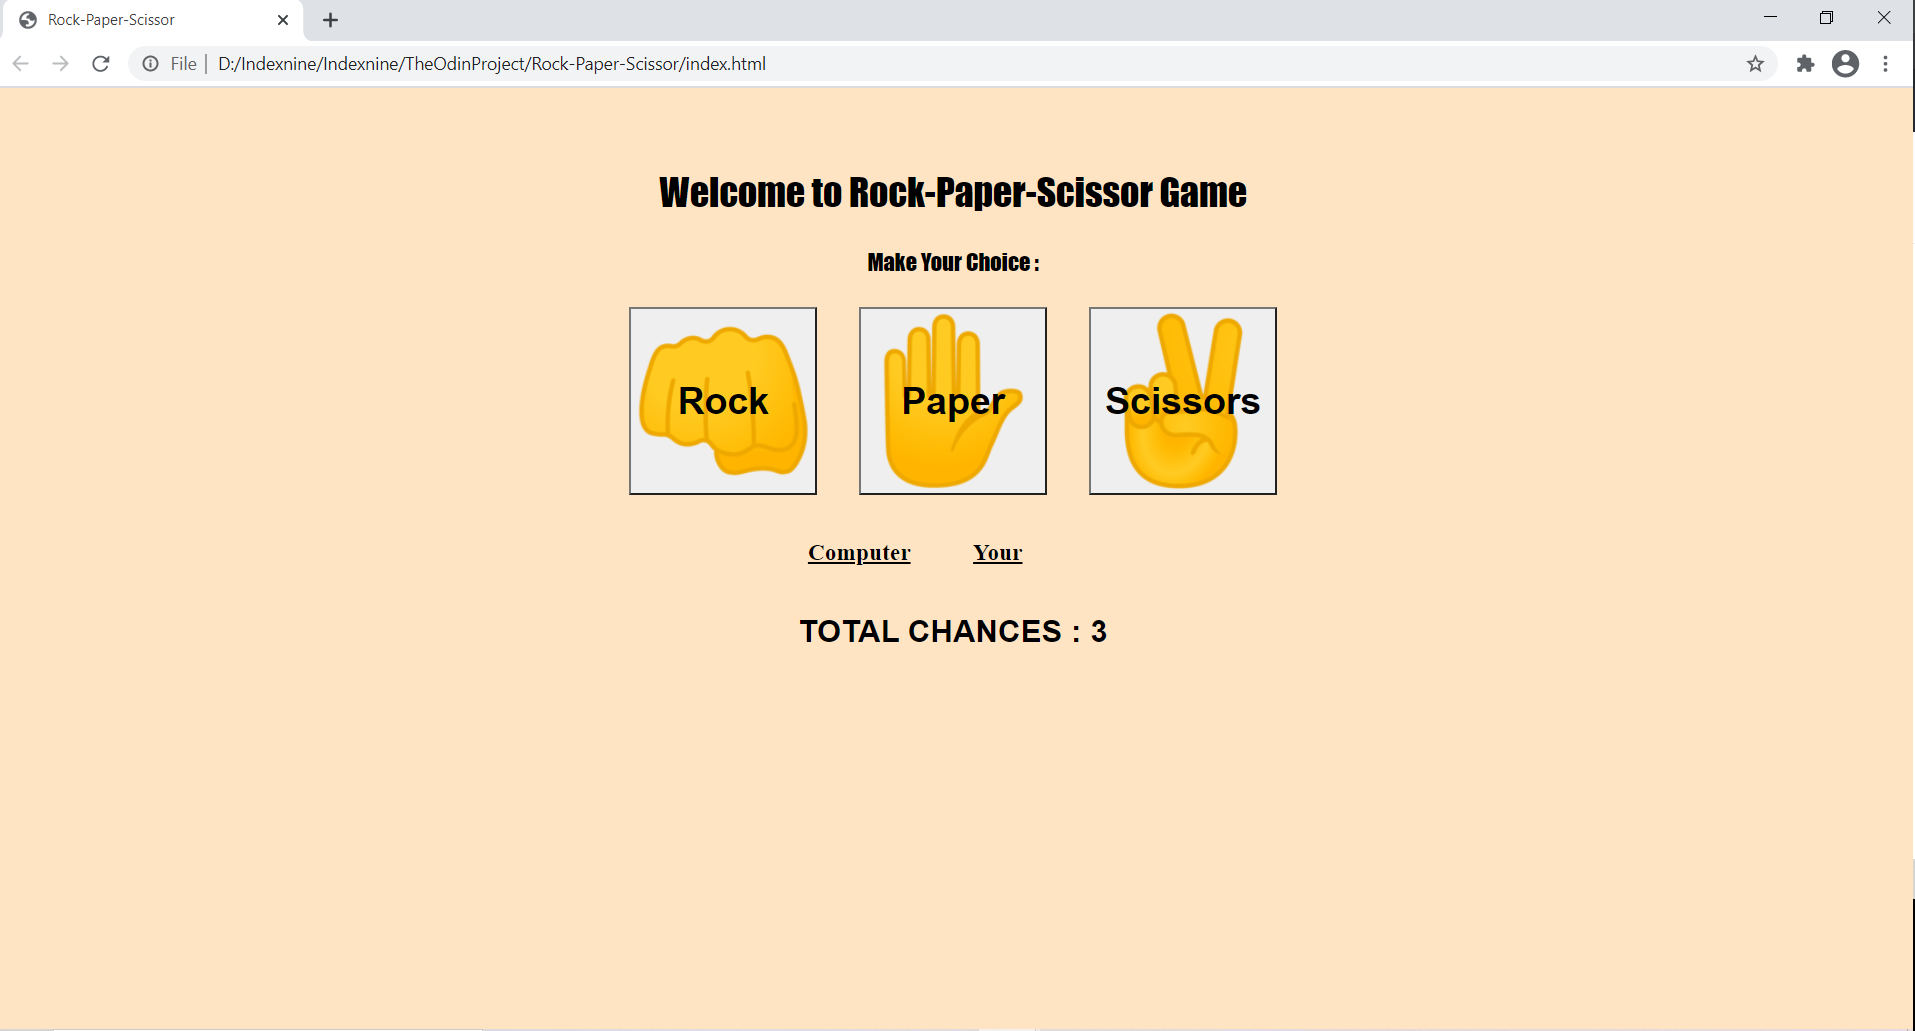 Rock-Paper-Scissor
File D:/Indexnine/Indexnine/TheOdinProject/Rock-Paper-Scissor/index.html
Welcome to Rock-Paper-Scissor Game
Make Your Choice :
Rock Paper Scissors
Computer Your
TOTAL CHANCES : 3